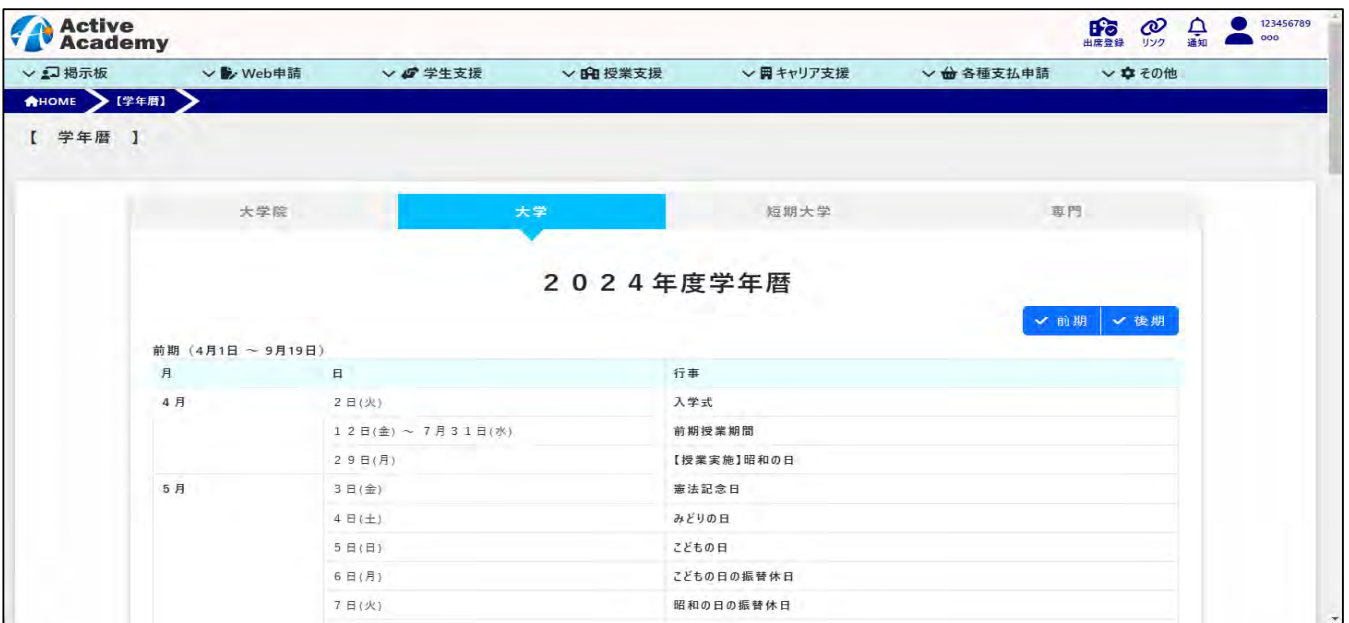 Active
Academy
出席登録 リンク 通知 123456789
ooo
掲示板 Web申請 学生支援 授業支援 キャリア支援 各種支払申請 その他
HOME 【学年暦】
【 学年暦 】
大学院 大学 短期大学 専門
２０２４年度学年暦
前期 後期
前期（4月1日 ～ 9月19日）
月 日 行事
４月 ２日(火) 入学式
１２日(金) ～ ７月３１日(水) 前期授業期間
２９日(月) 【授業実施】昭和の日
５月 ３日(金) 憲法記念日
４日(土) みどりの日
５日(日) こどもの日
６日(月) こどもの日の振替休日
７日(火) 昭和の日の振替休日